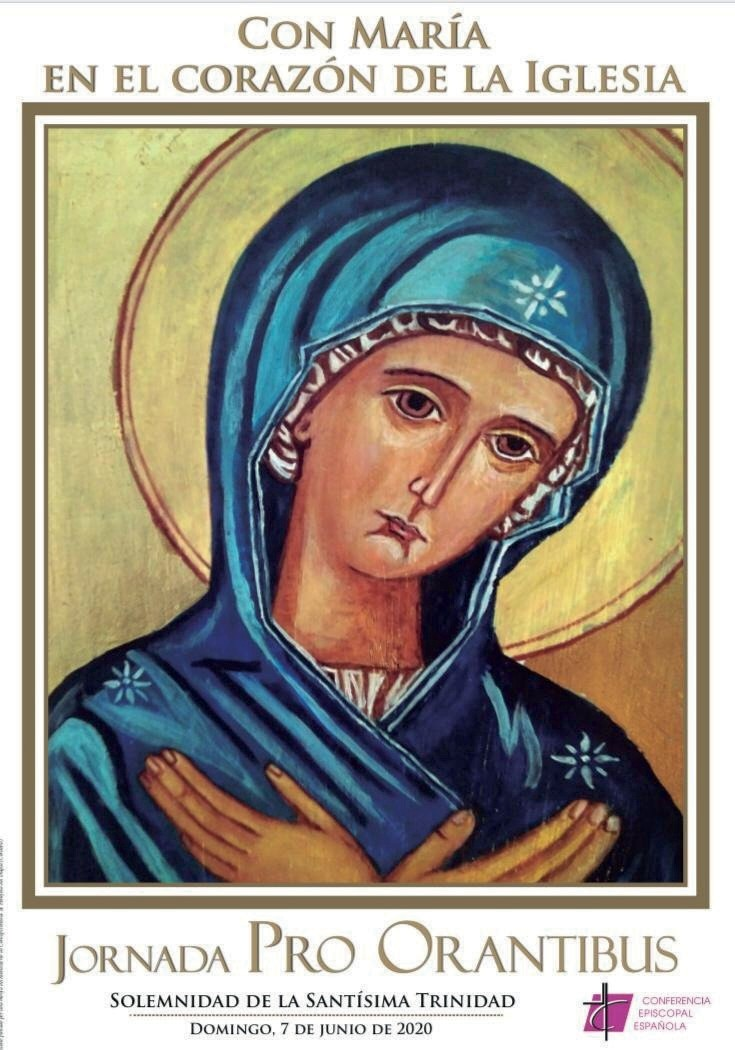 CON MARÍA
EN EL CORAZÓN DE LA IGLESIA
JORNADA PRO ORANTIBUS
SOLEMNIDAD DE LA SANTÍSIMA TRINIDAD
DOMINGO, 7 DE JUNIO DE 2020
CONFERENCIA
EPISCOPAL
ESPAÑOLA